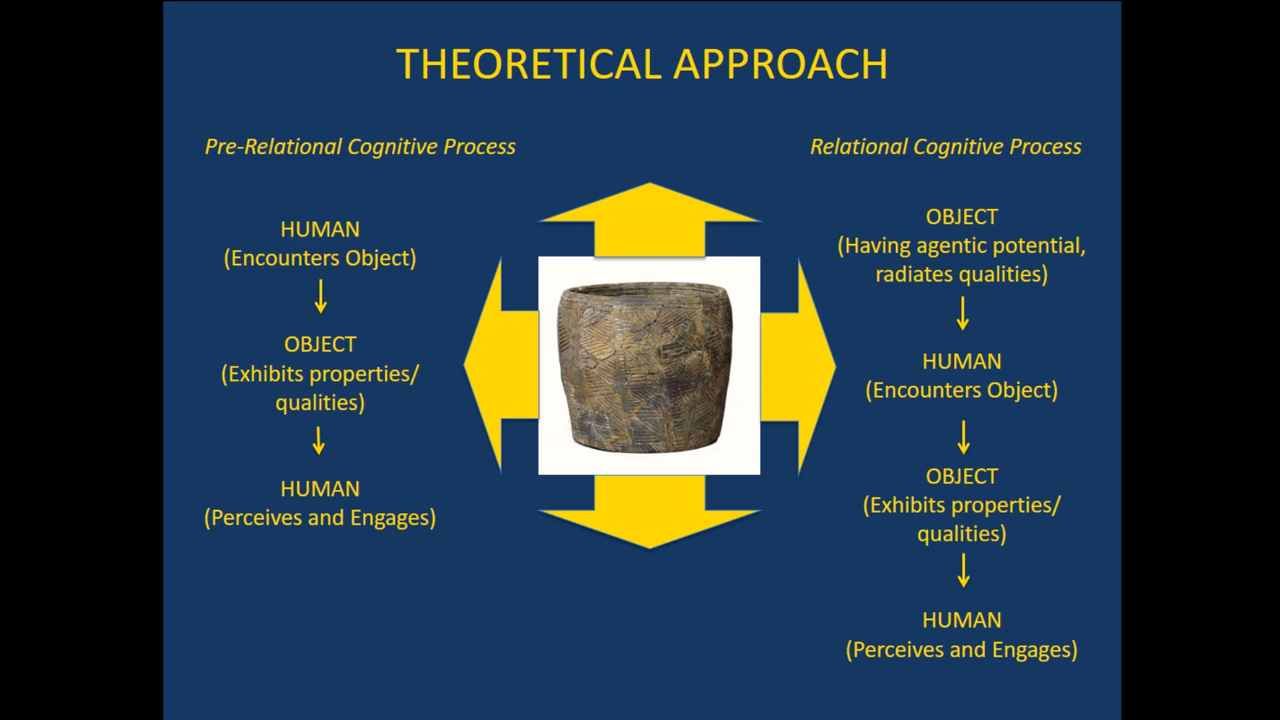 THEORETICAL APPROACH
Pre-Relational Cognitive Process
HUMAN
(Encounters Object)
OBJECT
(Exhibits properties/
qualities)
HUMAN
(Perceives and Engages)
Relational Cognitive Process
OBJECT
(Having agentic potential,
radiates qualities)
HUMAN
(Encounters Object)
OBJECT
(Exhibits properties/
qualities)
HUMAN
(Perceives and Engages)